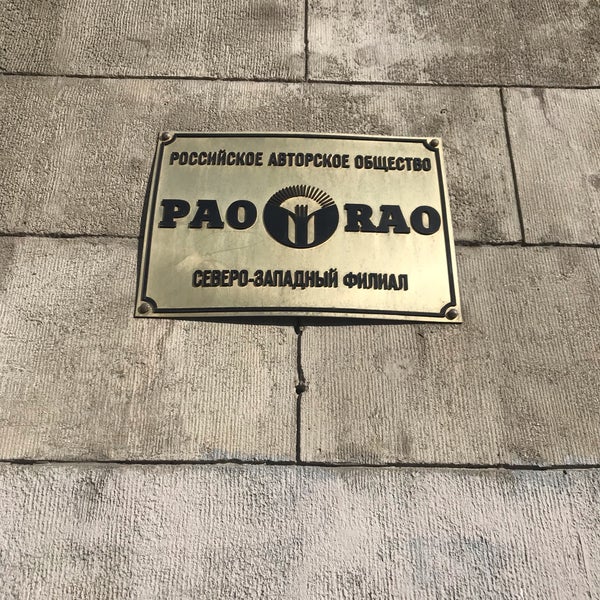 РОССИЙСКОЕ АВТОРСКОЕ ОБЩЕСТВО
РАО RAO
СЕВЕРО-ЗАПАДНЫЙ ФИЛИАЛ